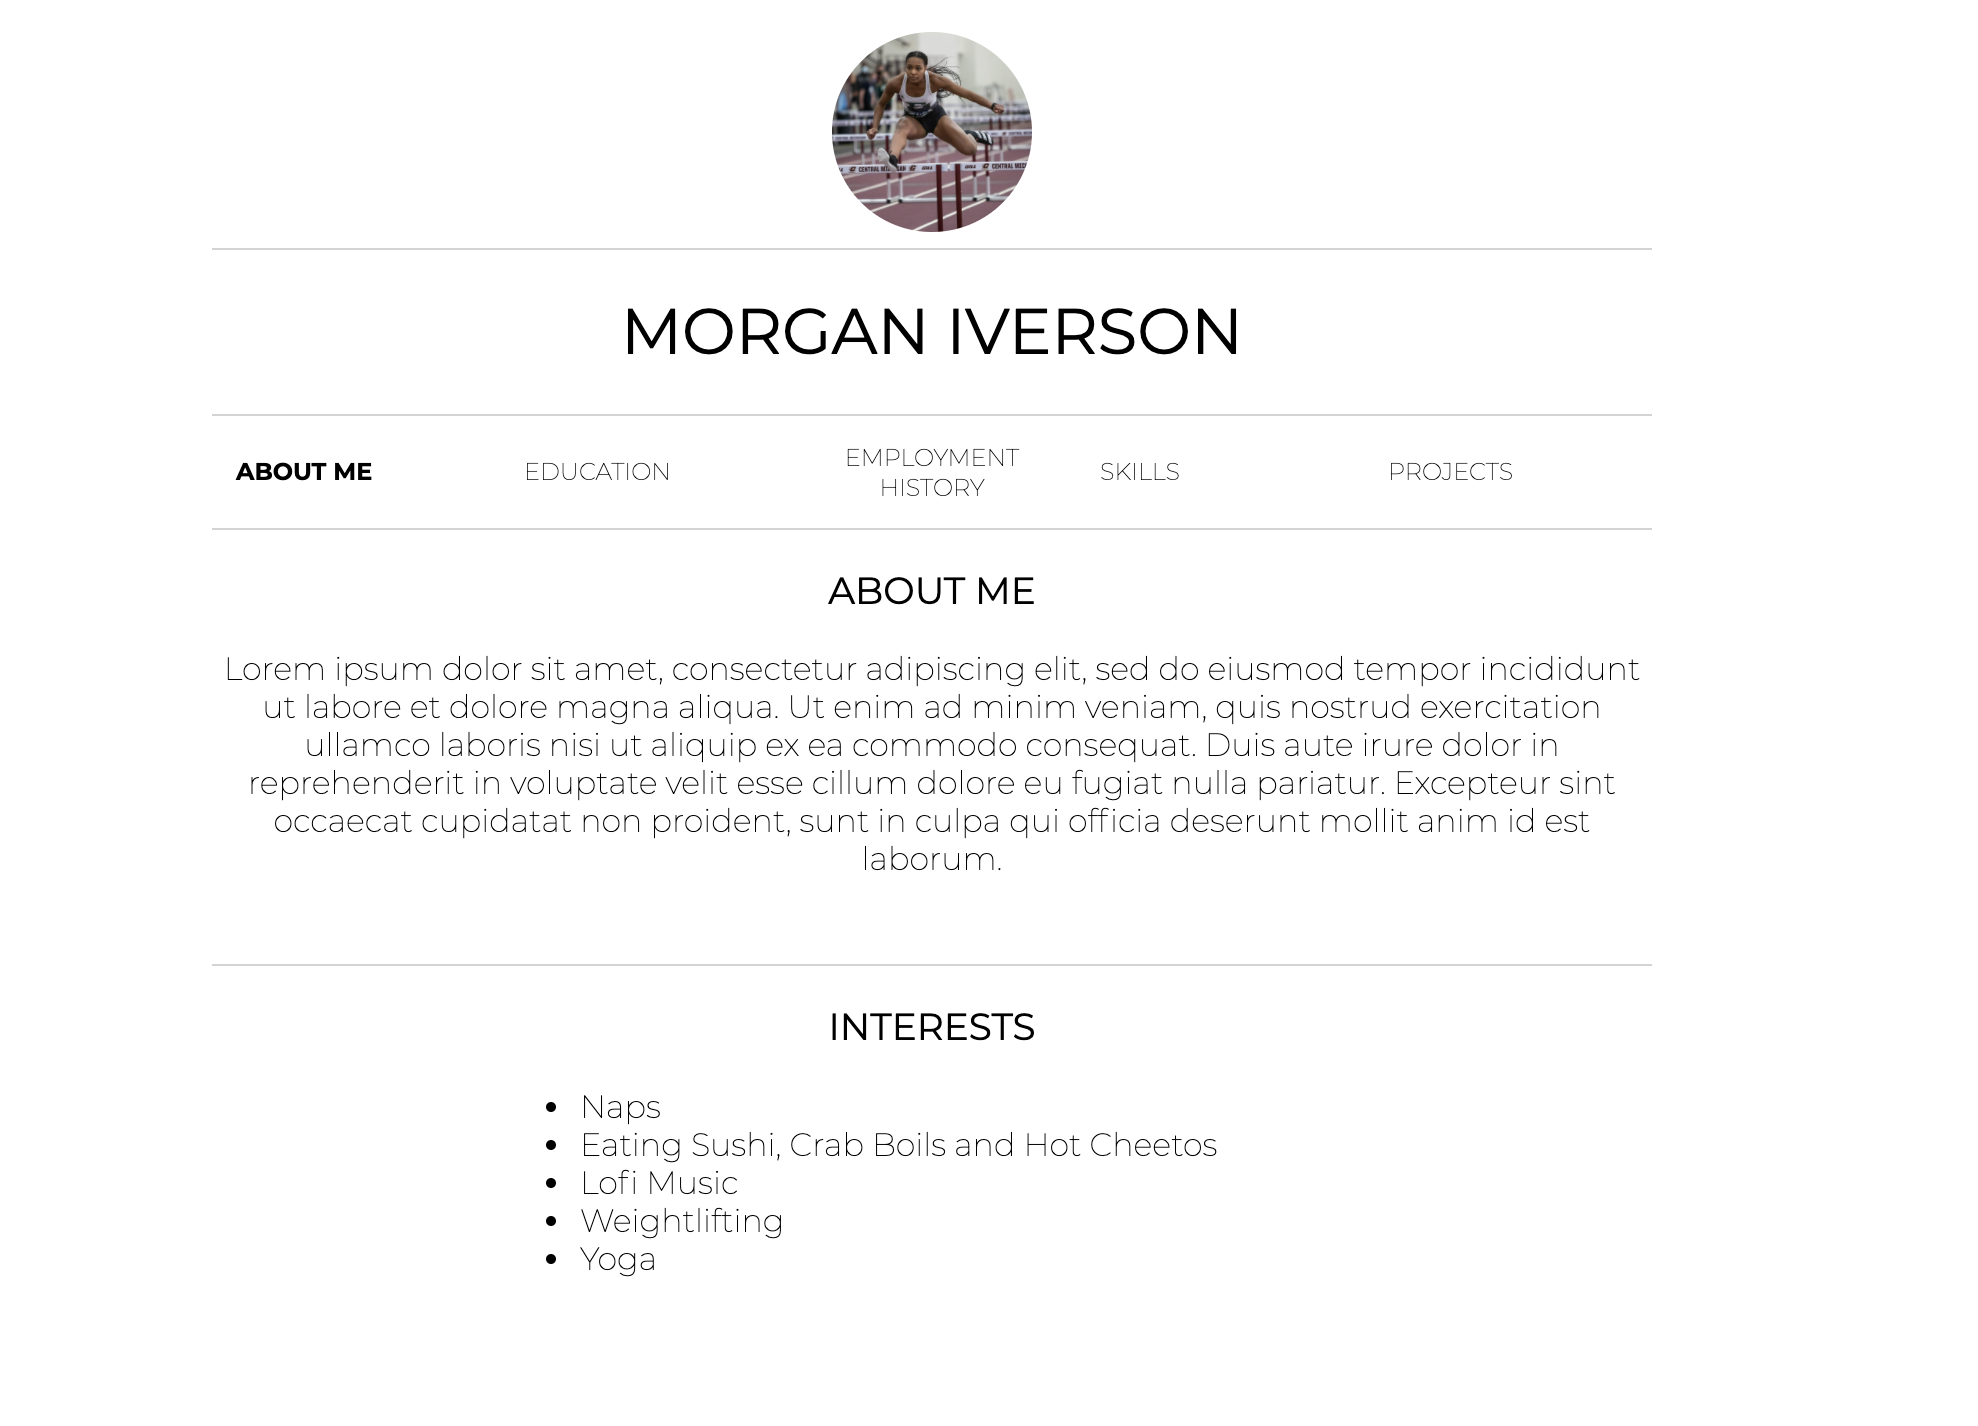 CENTRAL MICHIGAN
CENTRAL MIC
MORGAN IVERSON
ABOUT ME
EDUCATION
EMPLOYMENT
HISTORY
SKILLS
PROJECTS
ABOUT ME
Lorem ipsum dolor sit amet, consectetur adipiscing elit, sed do eiusmod tempor incididunt
ut labore et dolore magna aliqua. Ut enim ad minim veniam, quis nostrud exercitation
ullamco laboris nisi ut aliquip ex ea commodo consequat. Duis aute irure dolor in
reprehenderit in voluptate velit esse cillum dolore eu fugiat nulla pariatur. Excepteur sint
occaecat cupidatat non proident, sunt in culpa qui officia deserunt mollit anim id est
laborum.
INTERESTS
• Naps
• Eating Sushi, Crab Boils and Hot Cheetos
• Lofi Music
• Weightlifting
• Yoga